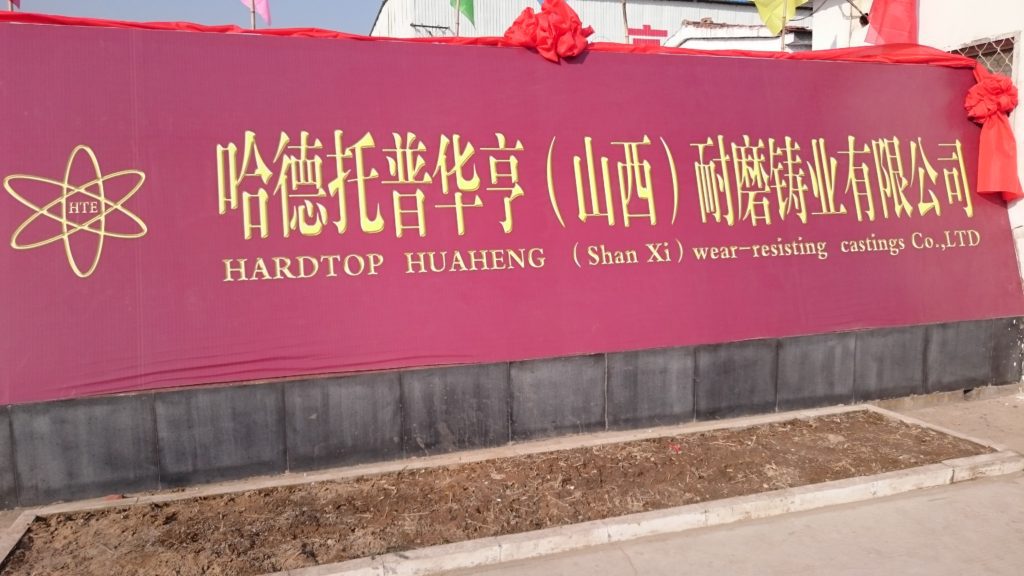 HTE
哈德托普华亨（山西）耐磨铸业有限公司
HARDTOP HUAHENG (Shan Xi) wear-resisting castings Co.,LTD